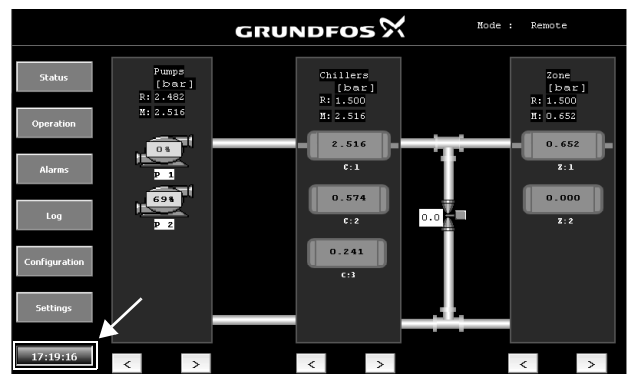 GRUNDFOS
Mode : Remote
Status
Operation
Alarms
Log
Configuration
Settings
17:19:16
Pumps
[bar]
R: 2.482
M: 2.516
0%
P 1
69%
P 2
< >
Chillers
[bar]
R: 1.500
M: 2.516
2.516
C:1
0.574
C:2
0.241
C:3
< >
0.0
Zone
[bar]
R: 1.500
M: 0.652
0.652
Z:1
0.000
Z:2
< >